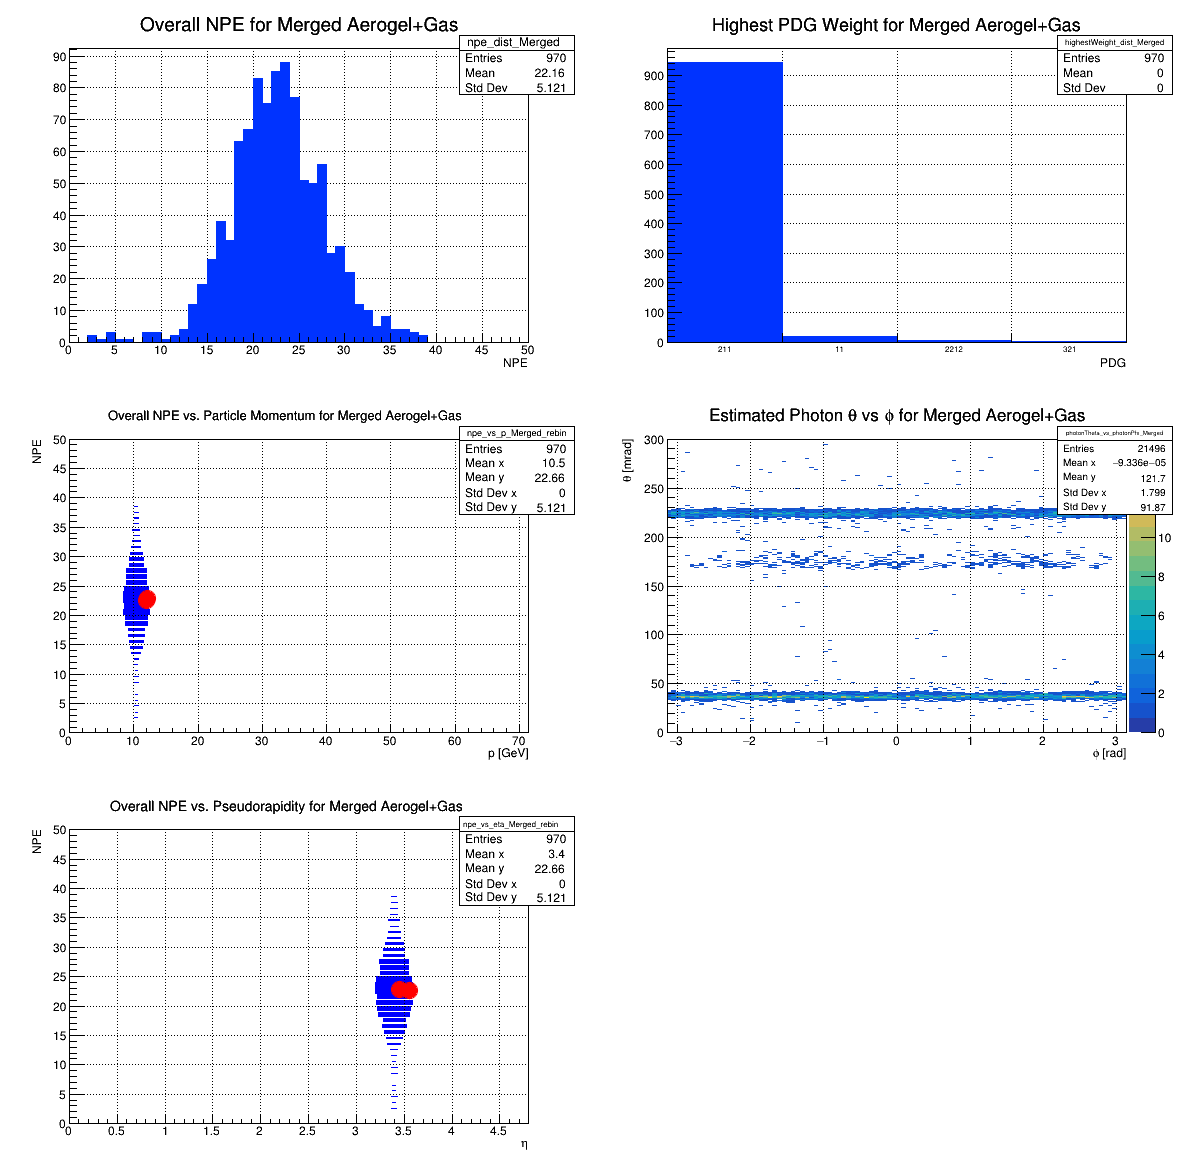 Overall NPE for Merged Aerogel+Gas
npe_dist_Merged
Entries 970
Mean 22.16
Std Dev 5.121
90
80
70
60
50
40
30
20
10
0
0 5 10 15 20 25 30 35 40 45 50
NPE
Highest PDG Weight for Merged Aerogel+Gas
highestWeight_dist_Merged
Entries 970
Mean 0
Std Dev 0
900
800
700
600
500
400
300
200
100
0
211 11 2212 321
PDG
Overall NPE vs. Particle Momentum for Merged Aerogel+Gas
NPE
npe_vs_p_Merged_rebin
Entries 970
Mean x 10.5
Mean y 22.66
Std Dev x 0
Std Dev y 5.121
50
45
40
35
30
25
20
15
10
5
0
0 10 20 30 40 50 60 70
p [GeV]
Estimated Photon θ vs ϕ for Merged Aerogel+Gas
θ [mrad]
photonTheta_vs_photonPhi_Merged
Entries 21496
Mean x −9.336e−05
Mean y 121.7
Std Dev x 1.799
Std Dev y 91.87
300
250
200
150
100
50
0
−3 −2 −1 0 1 2 3
ϕ [rad]
10
8
6
4
2
0
Overall NPE vs. Pseudorapidity for Merged Aerogel+Gas
NPE
npe_vs_eta_Merged_rebin
Entries 970
Mean x 3.4
Mean y 22.66
Std Dev x 0
Std Dev y 5.121
50
45
40
35
30
25
20
15
10
5
0
0 0.5 1 1.5 2 2.5 3 3.5 4 4.5
η